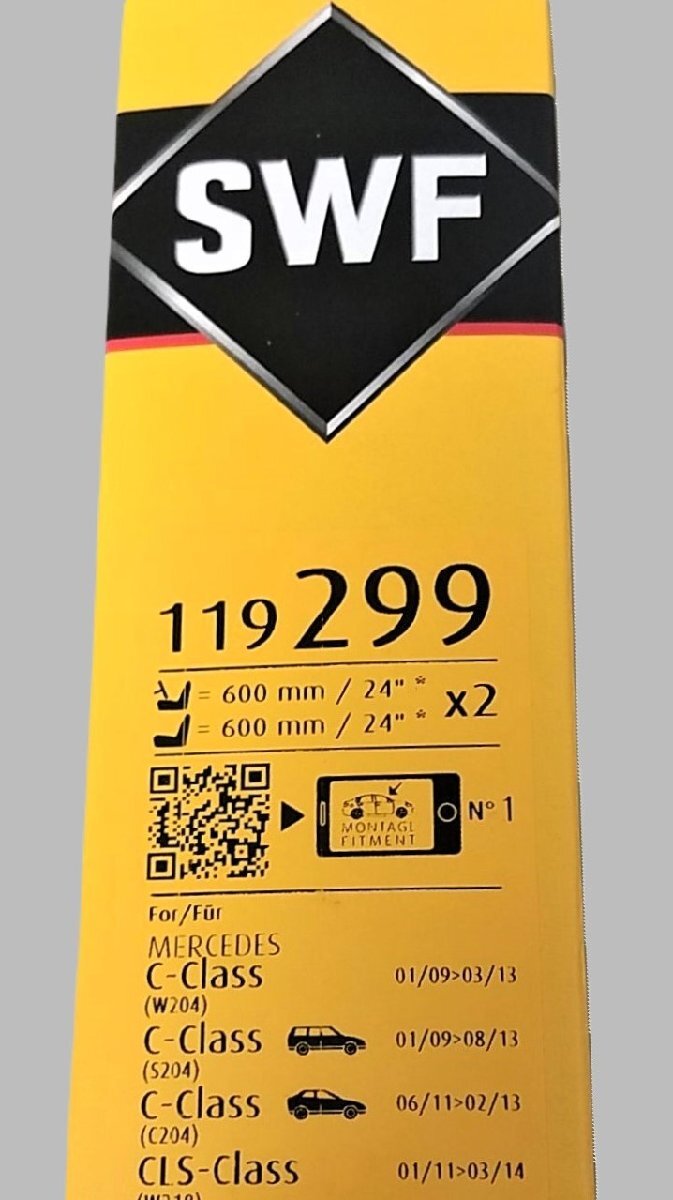 SWF
119 299
= 600 mm / 24" *
= 600 mm / 24" *
x2
MONTAGE
FITMENT
N° 1
For/Für
MERCEDES
C-Class 01/09>03/13
(W204)
C-Class 01/09>08/13
(S204)
C-Class 06/11>02/13
(C204)
CLS-Class 01/11>03/14